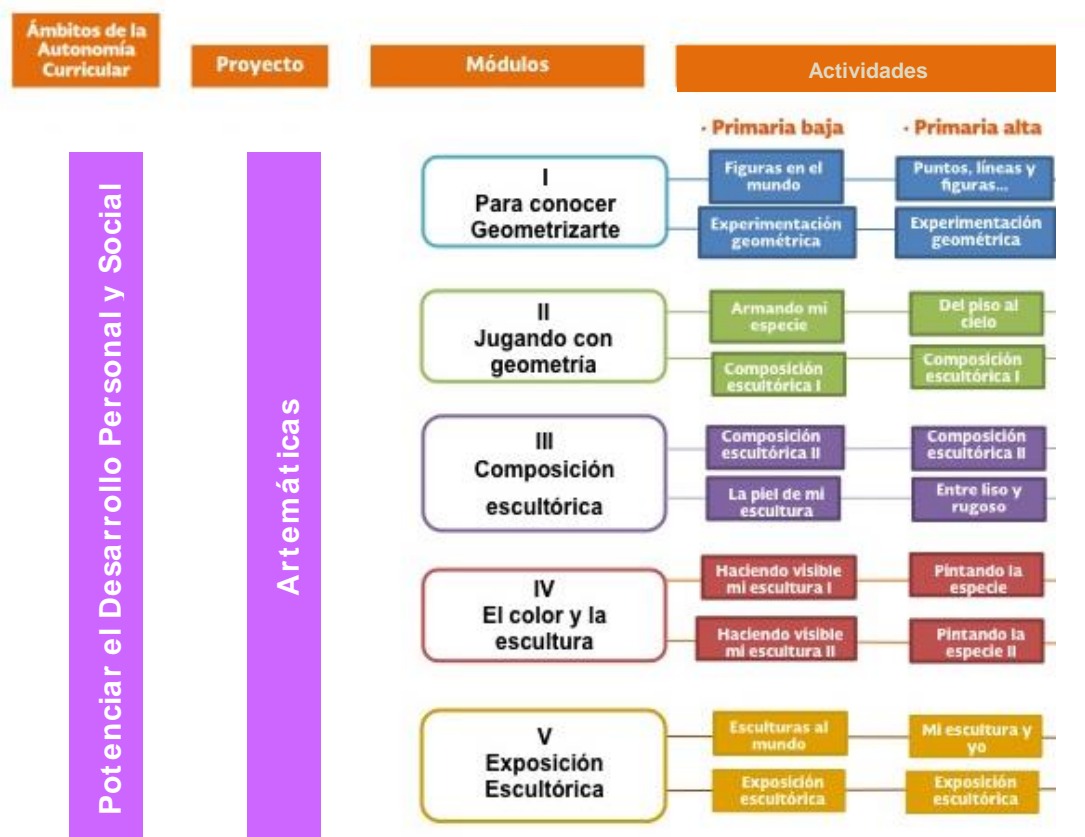 Ámbitos de la
Autonomía
Curricular
Proyecto
Módulos
Actividades
· Primaria baja
· Primaria alta
Potenciar el Desarrollo Personal y Social
Artemáticas
I
Para conocer
Geometrizarte
Figuras en el
mundo
Puntos, líneas y
figuras...
Experimentación
geométrica
Experimentación
geométrica
II
Jugando con
geometría
Armando mi
especie
Del piso al
cielo
Composición
escultórica I
Composición
escultórica I
III
Composición
escultórica
Composición
escultórica II
Composición
escultórica II
La piel de mi
escultura
Entre liso y
rugoso
IV
El color y la
escultura
Haciendo visible
mi escultura I
Pintando la
especie
Haciendo visible
mi escultura II
Pintando la
especie II
V
Exposición
Escultórica
Esculturas al
mundo
Mi escultura y
yo
Exposición
escultórica
Exposición
escultórica